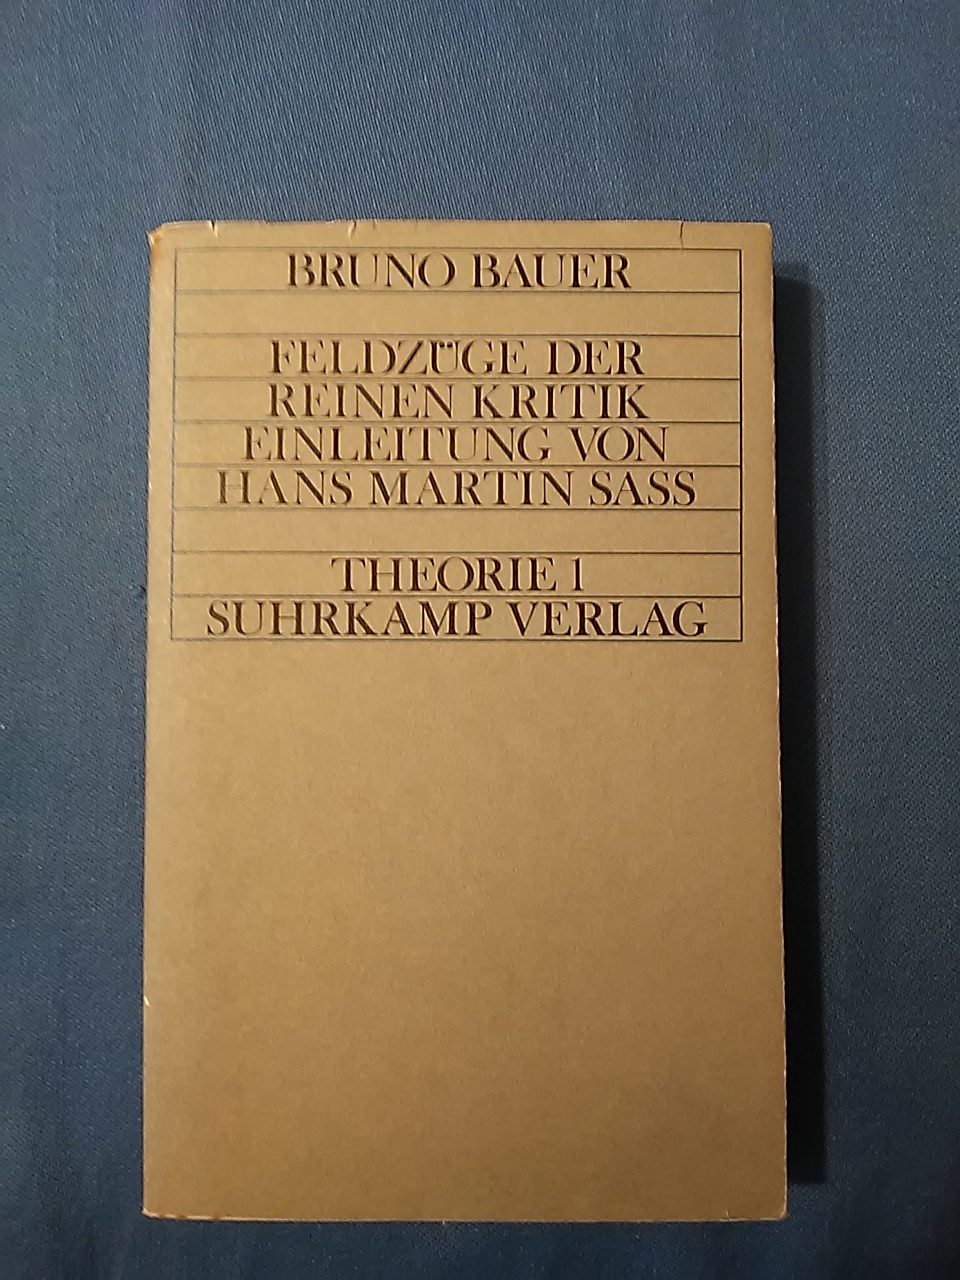 BRUNO BAUER
FELDZÜGE DER
REINEN KRITIK
EINLEITUNG VON
HANS MARTIN SASS
THEORIE 1
SUHRKAMP VERLAG